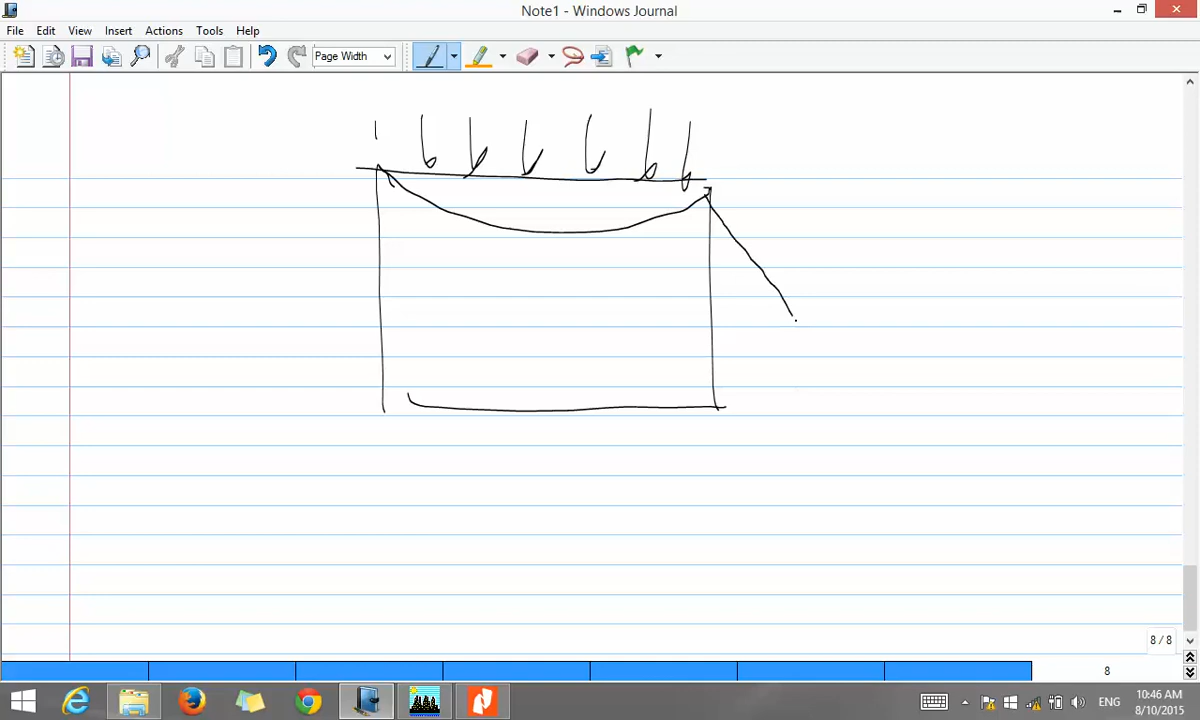 Note1 - Windows Journal
File Edit View Insert Actions Tools Help
Page Width
8 / 8
8
ENG
10:46 AM
8/10/2015